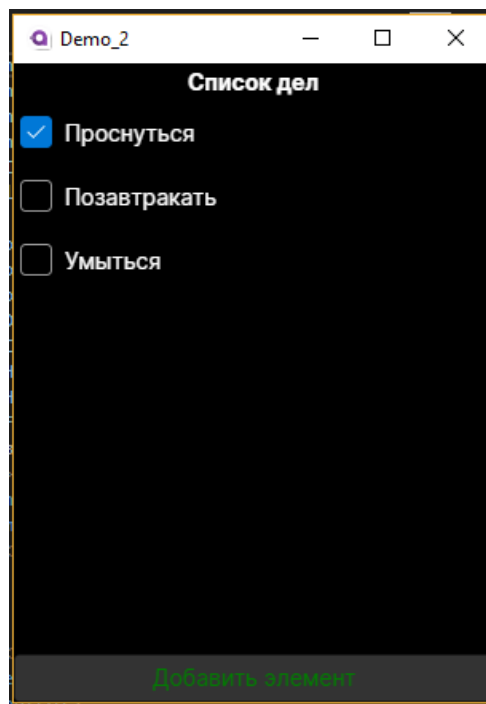 Demo_2
Список дел
Проснуться
Позавтракать
Умыться
Добавить элемент